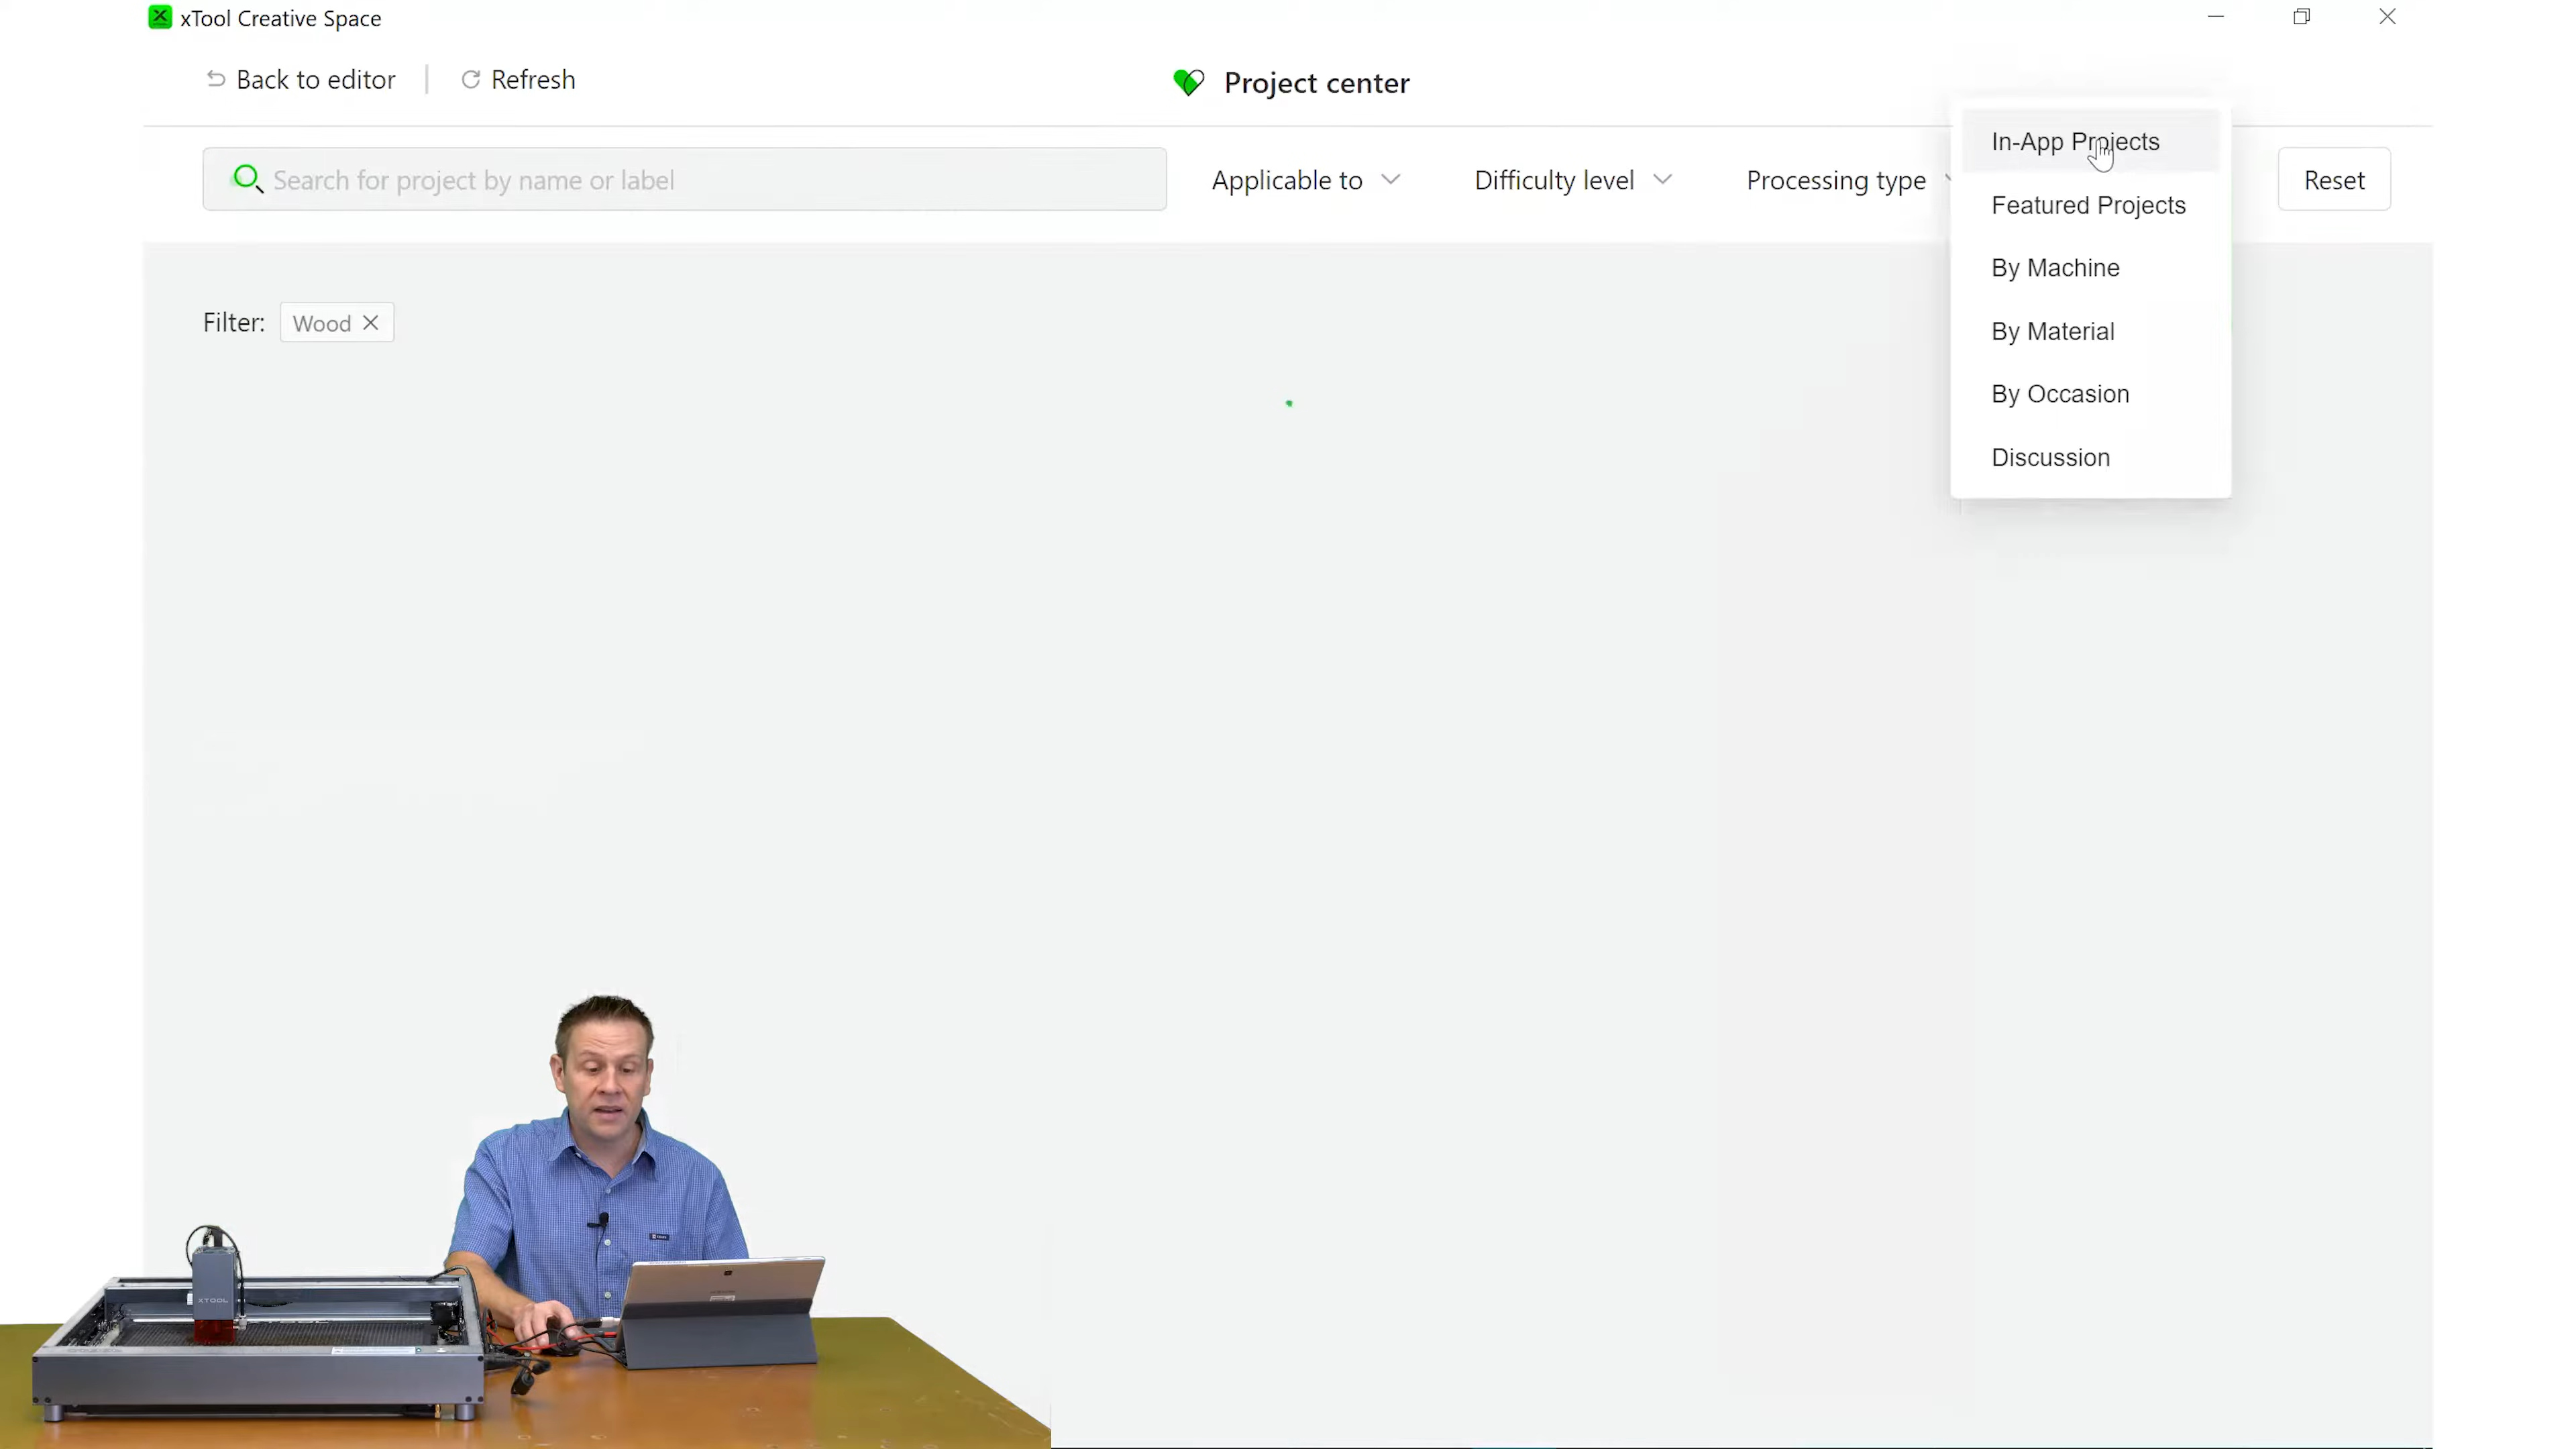 xTool Creative Space
Back to editor
Refresh
Project center
Search for project by name or label
Applicable to
Difficulty level
Processing type
Reset
In-App Projects
Featured Projects
By Machine
By Material
By Occasion
Discussion
Filter:
Wood
XTOOL